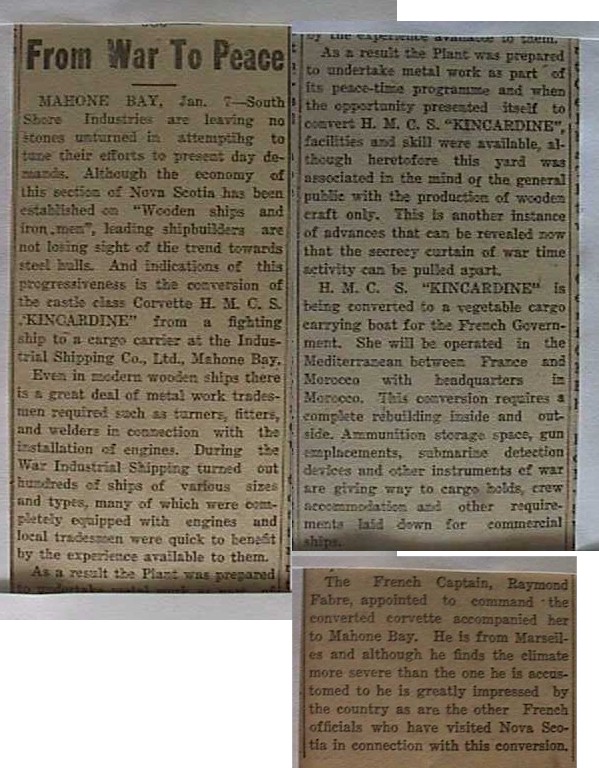 From War To Peace
MAHONE BAY, Jan. 7—South
Shore Industries are leaving no
stones unturned in attempting to
tune their efforts to present day de-
mands. Although the economy of
this section of Nova Scotia has been
established on "Wooden ships and
iron men", leading shipbuilders are
not losing sight of the trend towards
steel hulls. And indications of this
progressiveness is the conversion of
the castle class Corvette H. M. C. S.
"KINCARDINE" from a fighting
ship to a cargo carrier at the Indus-
trial Shipping Co., Ltd., Mahone Bay.
Even in modern wooden ships there
is a great deal of metal work trades-
men required such as turners, fitters,
and welders in connection with the
installation of engines. During the
War Industrial Shipping turned out
hundreds of ships of various sizes
and types, many of which were com-
pletely equipped with engines and
local tradesmen were quick to benefit
by the experience available to them.
As a result the Plant was prepared
to undertake metal work as part of
by the experience available to them.
As a result the Plant was prepared
to undertake metal work as part of
its peace-time programme and when
the opportunity presented itself to
convert H. M. C. S. "KINCARDINE",
facilities and skill were available, al-
though heretofore this yard was
associated in the mind of the general
public with the production of wooden
craft only. This is another instance
of advances that can be revealed now
that the secrecy curtain of war time
activity can be pulled apart.
H. M. C. S. "KINCARDINE" is
being converted to a vegetable cargo
carrying boat for the French Govern-
ment. She will be operated in the
Mediterranean between France and
Morocco with headquarters in
Morocco. This conversion requires a
complete rebuilding inside and out-
side. Ammunition storage space, gun
emplacements, submarine detection
devices and other instruments of war
are giving way to cargo holds, crew
accommodation and other require-
ments laid down for commercial
ships.
The French Captain, Raymond
Fabre, appointed to command the
converted corvette accompanied her
to Mahone Bay. He is from Marseil-
es and although he finds the climate
more severe than the one he is accus-
tomed to he is greatly impressed by
the country as are the other French
officials who have visited Nova Sco-
tia in connection with this conversion.